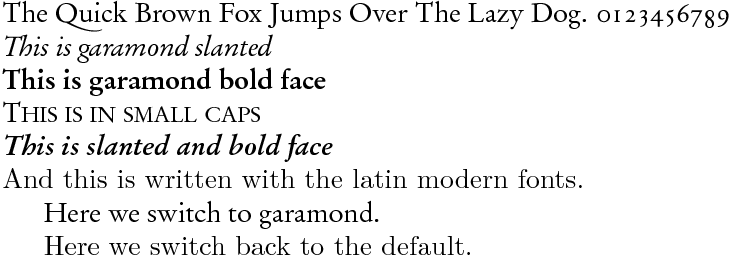 The Quick Brown Fox Jumps Over The Lazy Dog. 0123456789
This is garamond slanted
This is garamond bold face
This is in small caps
This is slanted and bold face
And this is written with the latin modern fonts.
Here we switch to garamond.
Here we switch back to the default.